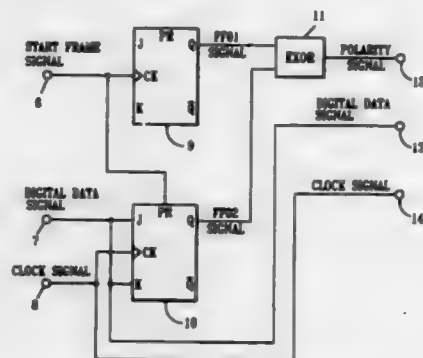 11
START FRAME
SIGNAL
6
J
PR
Q
CK
K
Q̅
9
FF01
SIGNAL
EXOR
POLARITY
SIGNAL
12
DIGITAL DATA
SIGNAL
13
CLOCK SIGNAL
14
DIGITAL DATA
SIGNAL
7
CLOCK SIGNAL
8
J
PR
Q
CK
K
Q̅
10
FF02
SIGNAL